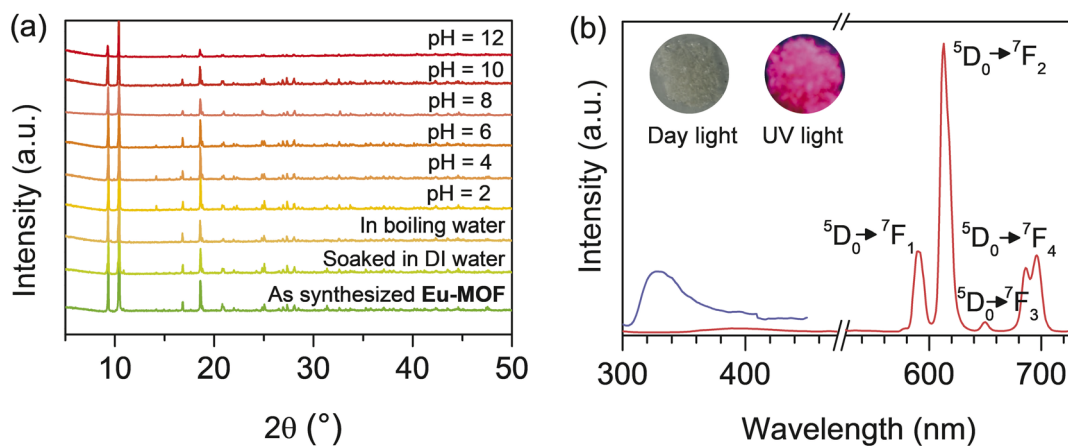 (a)
Intensity (a.u.)
pH = 12
pH = 10
pH = 8
pH = 6
pH = 4
pH = 2
In boiling water
Soaked in DI water
As synthesized Eu-MOF
10 20 30 40 50
2θ (°)
(b)
Intensity (a.u.)
Day light UV light
⁵D₀→⁷F₂
⁵D₀→⁷F₁
⁵D₀→⁷F₄
⁵D₀→⁷F₃
300 400 600 700
Wavelength (nm)